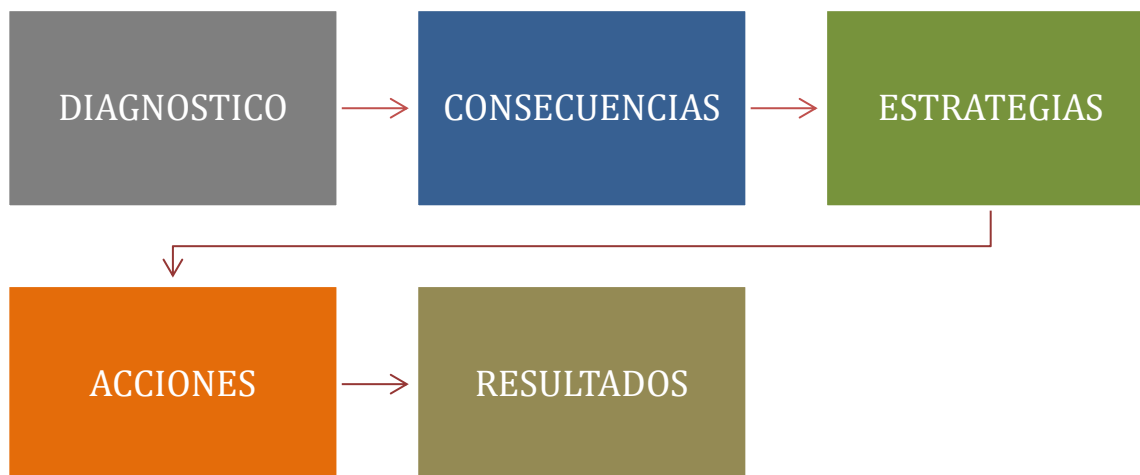 DIAGNOSTICO
CONSECUENCIAS
ESTRATEGIAS
ACCIONES
RESULTADOS